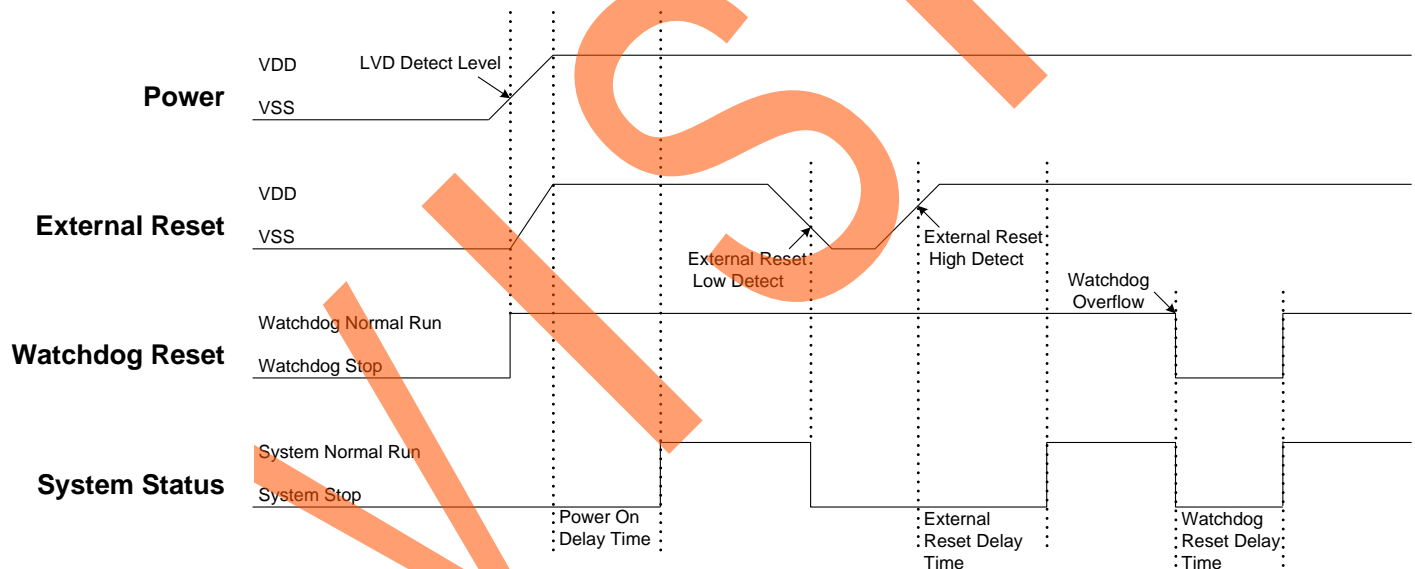 VDD
LVD Detect Level
Power
VSS
VDD
External Reset
VSS
External Reset
Low Detect
External Reset
High Detect
Watchdog
Overflow
Watchdog Normal Run
Watchdog Reset
Watchdog Stop
System Normal Run
System Status
System Stop
Power On
Delay Time
External
Reset Delay
Time
Watchdog
Reset Delay
Time